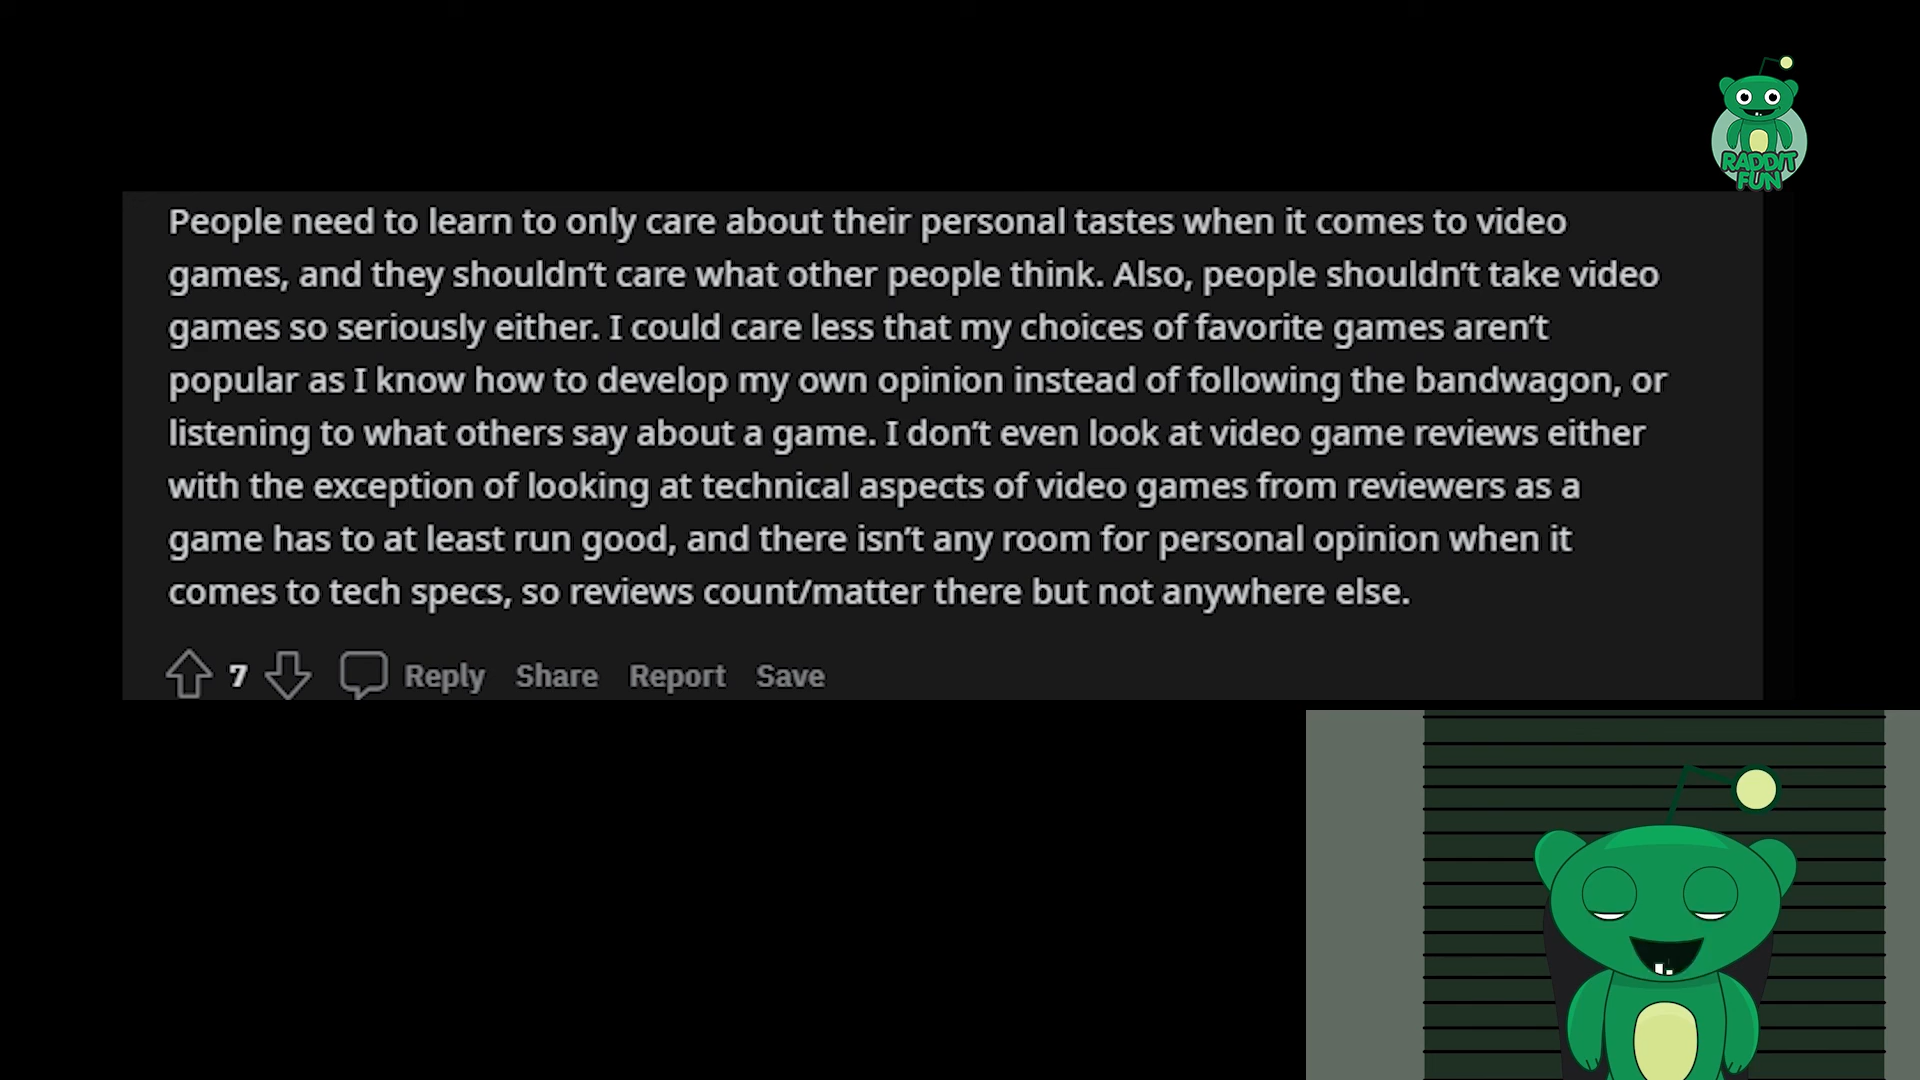 RADDIT
FUN
People need to learn to only care about their personal tastes when it comes to video
games, and they shouldn't care what other people think. Also, people shouldn't take video
games so seriously either. I could care less that my choices of favorite games aren't
popular as I know how to develop my own opinion instead of following the bandwagon, or
listening to what others say about a game. I don't even look at video game reviews either
with the exception of looking at technical aspects of video games from reviewers as a
game has to at least run good, and there isn't any room for personal opinion when it
comes to tech specs, so reviews count/matter there but not anywhere else.
7 Reply Share Report Save